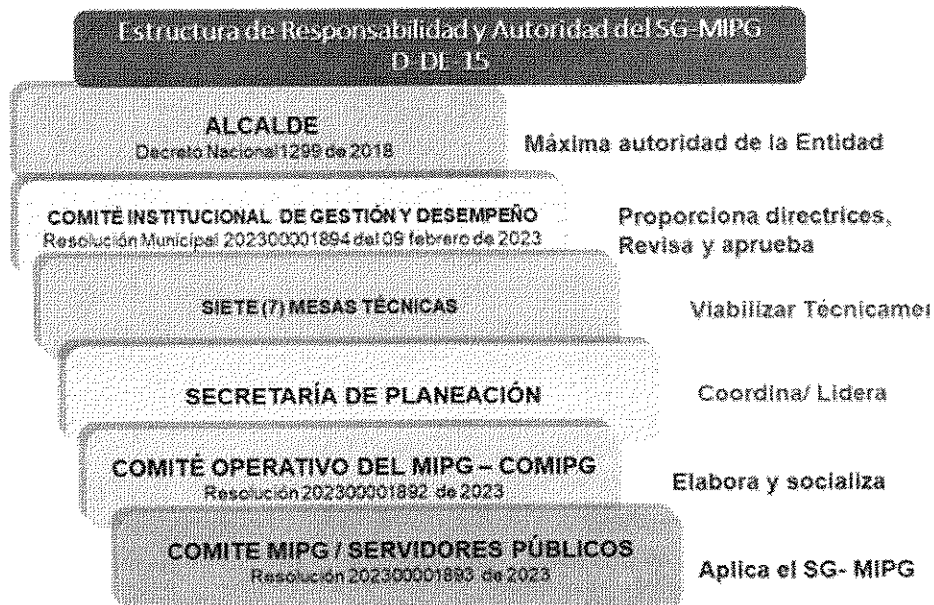 Estructura de Responsabilidad y Autoridad del SG-MIPG
D-DE-15
ALCALDE
Decreto Nacional 1299 de 2018
Máxima autoridad de la Entidad
COMITÉ INSTITUCIONAL DE GESTIÓN Y DESEMPEÑO
Resolución Municipal 202300001894 del 09 febrero de 2023
Proporciona directrices,
Revisa y aprueba
SIETE (7) MESAS TÉCNICAS
Viabilizar Técnicamer
SECRETARÍA DE PLANEACIÓN
Coordina/ Lidera
COMITÉ OPERATIVO DEL MIPG – COMIPG
Resolución 202300001892 de 2023
Elabora y socializa
COMITE MIPG / SERVIDORES PÚBLICOS
Resolución 202300001893 de 2023
Aplica el SG- MIPG